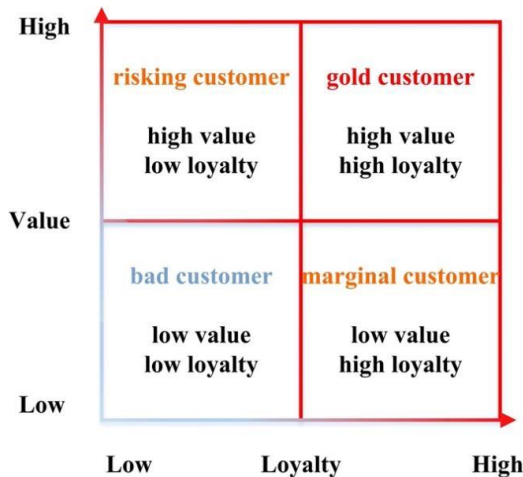 High
risking customer
gold customer
high value
low loyalty
high value
high loyalty
Value
bad customer
marginal customer
low value
low loyalty
low value
high loyalty
Low
Low
Loyalty
High